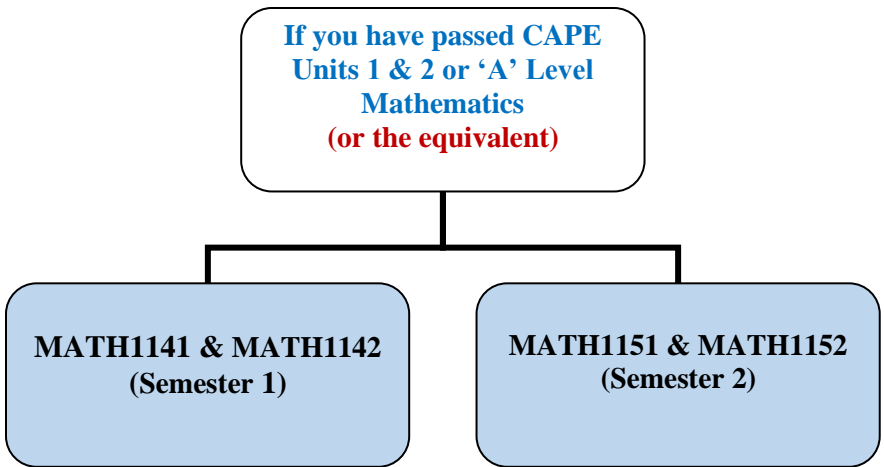 If you have passed CAPE
Units 1 & 2 or ‘A’ Level
Mathematics
(or the equivalent)
MATH1141 & MATH1142
(Semester 1)
MATH1151 & MATH1152
(Semester 2)